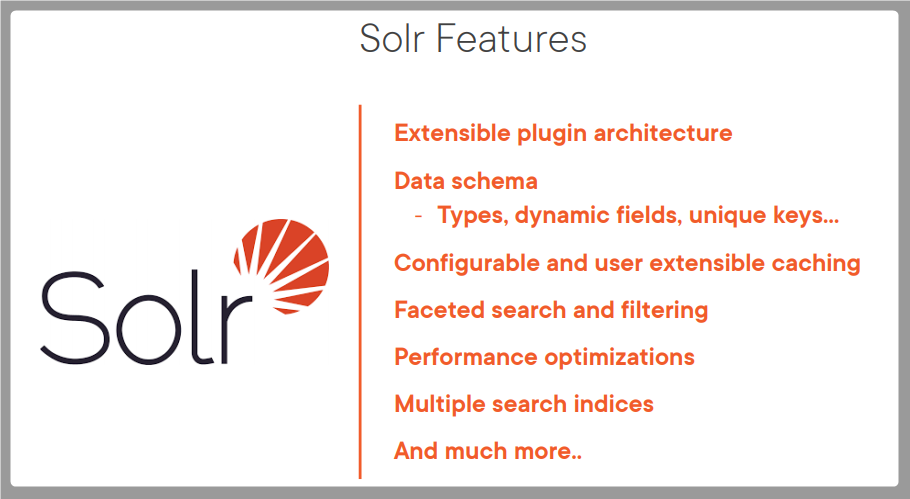 Solr Features
Solr
Extensible plugin architecture
Data schema
- Types, dynamic fields, unique keys...
Configurable and user extensible caching
Faceted search and filtering
Performance optimizations
Multiple search indices
And much more..